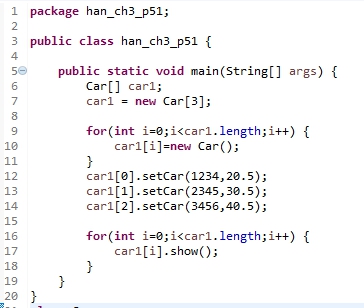 1 package han_ch3_p51;
2
3 public class han_ch3_p51 {
4
5 public static void main(String[] args) {
6 Car[] car1;
7 car1 = new Car[3];
8
9 for(int i=0;i<car1.length;i++) {
10 car1[i]=new Car();
11 }
12 car1[0].setCar(1234,20.5);
13 car1[1].setCar(2345,30.5);
14 car1[2].setCar(3456,40.5);
15
16 for(int i=0;i<car1.length;i++) {
17 car1[i].show();
18 }
19 }
20 }